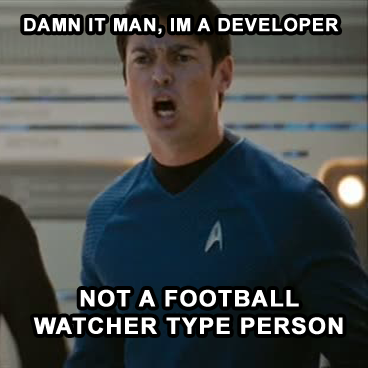 DAMN IT MAN, IM A DEVELOPER
NOT A FOOTBALL
WATCHER TYPE PERSON